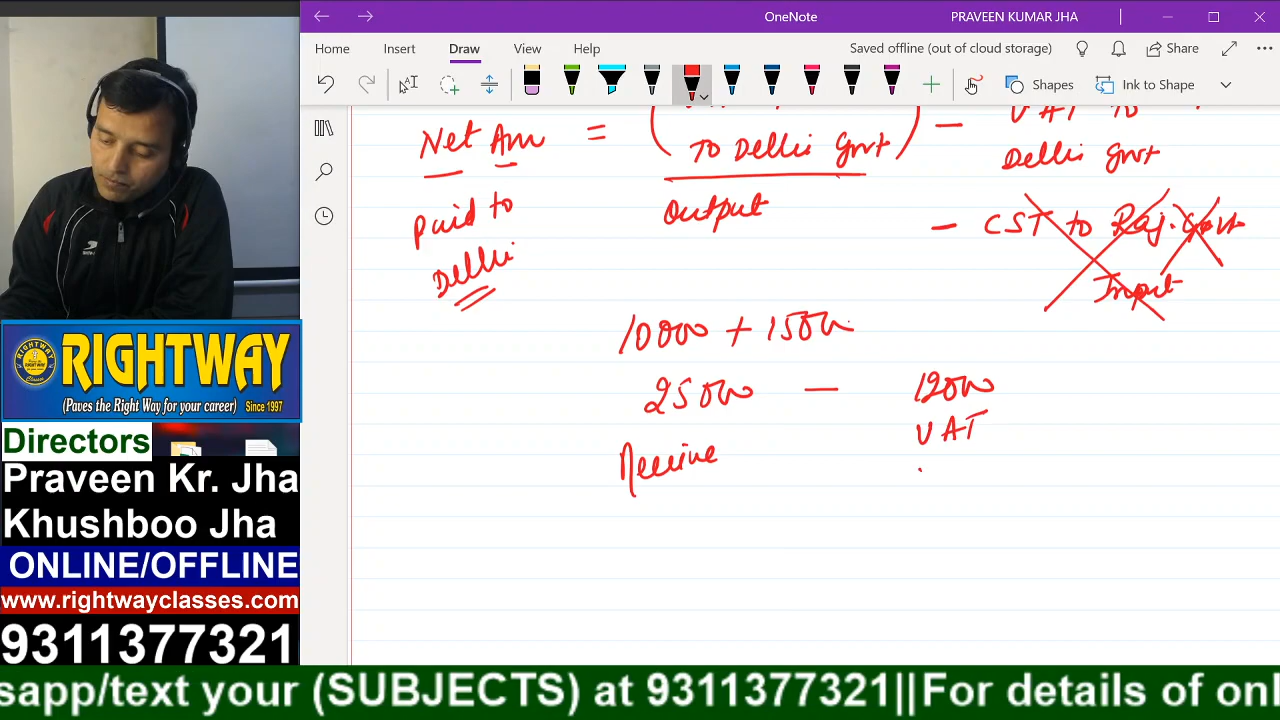 OneNote
PRAVEEN KUMAR JHA
Home Insert Draw View Help
Saved offline (out of cloud storage)
Share
Shapes
Ink to Shape
Net Am = To Delhi Govt - VAT To
Delhi Govt
Output
Paid to
Delhi
- CST to Raj. Govt
Input
10000 + 15000
25000 - 12000
VAT
Receive
RIGHTWAY
(Paves the Right Way for your career) Since 1997
Directors
Praveen Kr. Jha
Khushboo Jha
ONLINE/OFFLINE
www.rightwayclasses.com
9311377321
sapp/text your (SUBJECTS) at 9311377321||For details of onl